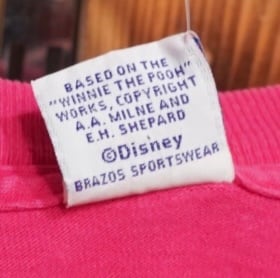 BASED ON THE
"WINNIE THE POOH"
WORKS, COPYRIGHT
A.A. MILNE AND
E.H. SHEPARD
©Disney
BRAZOS SPORTSWEAR